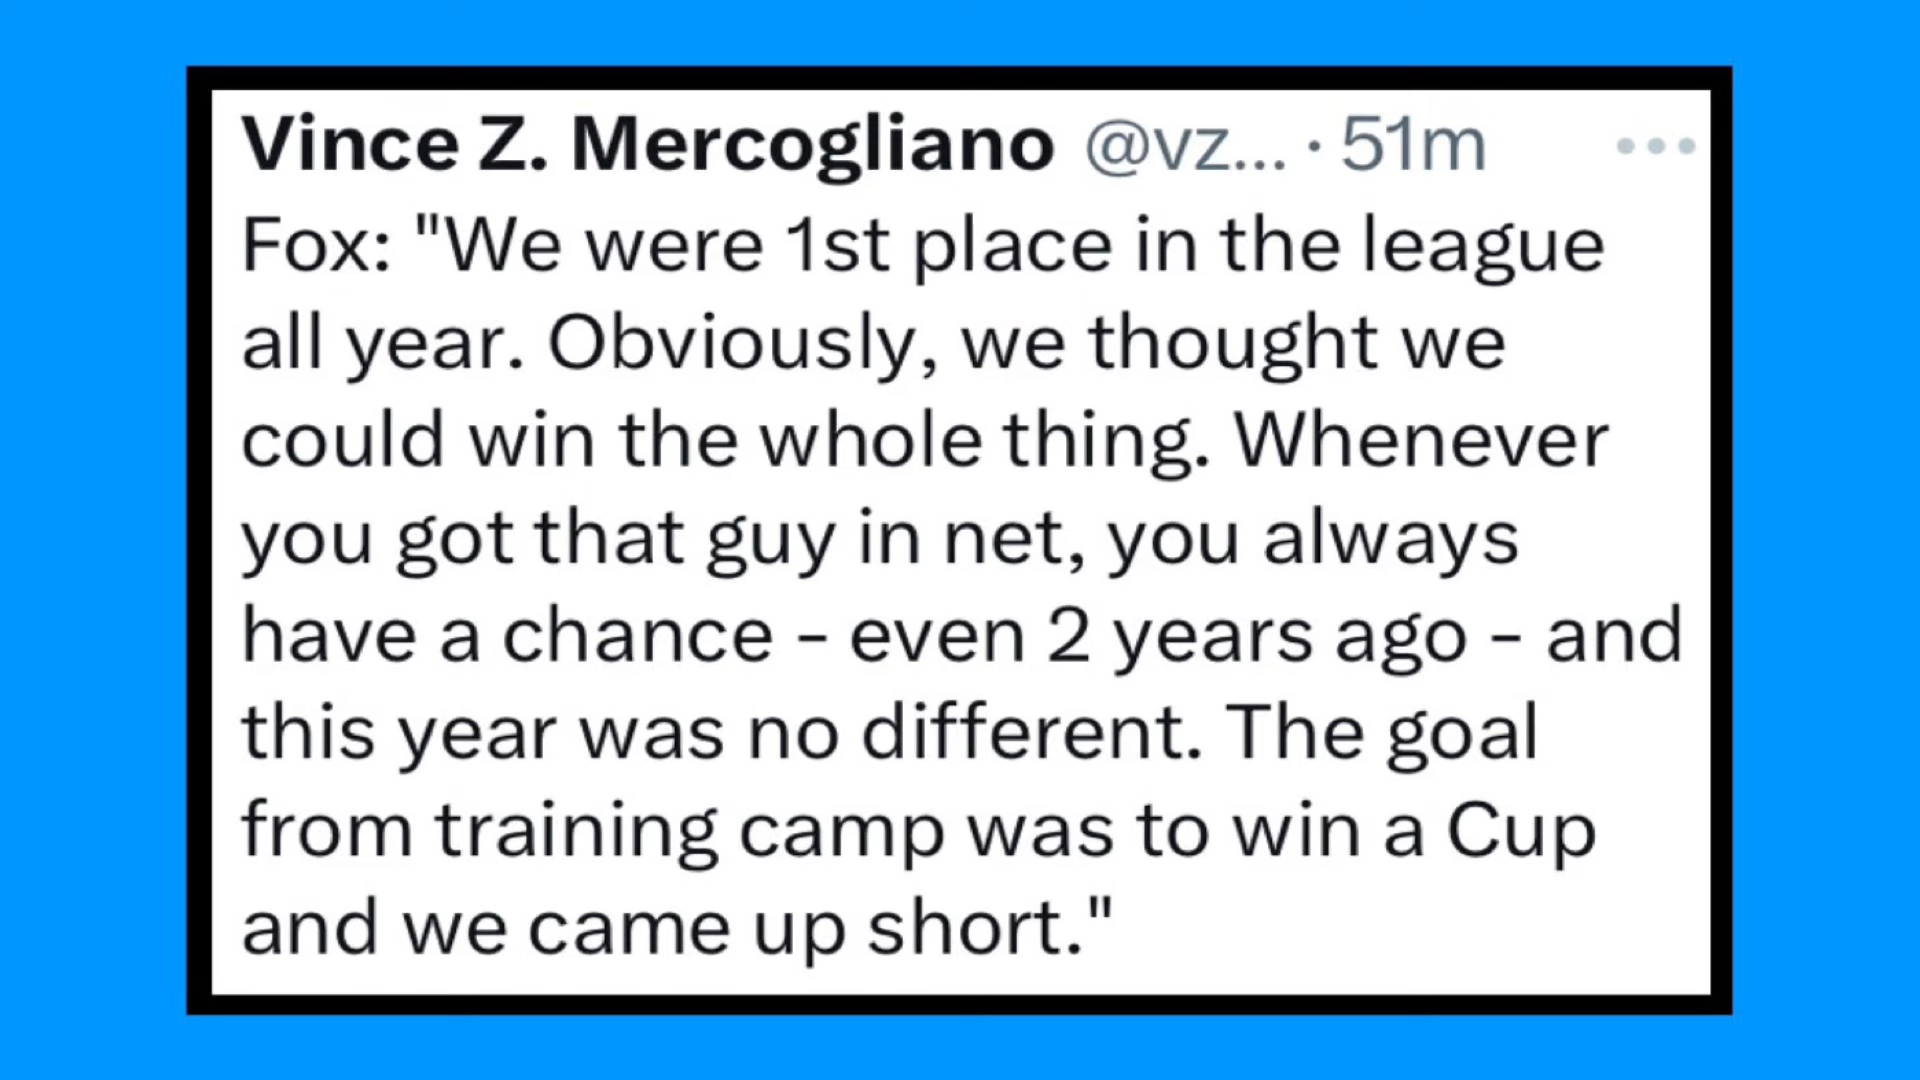 Vince Z. Mercogliano @vz... · 51m ...
Fox: "We were 1st place in the league
all year. Obviously, we thought we
could win the whole thing. Whenever
you got that guy in net, you always
have a chance – even 2 years ago – and
this year was no different. The goal
from training camp was to win a Cup
and we came up short."